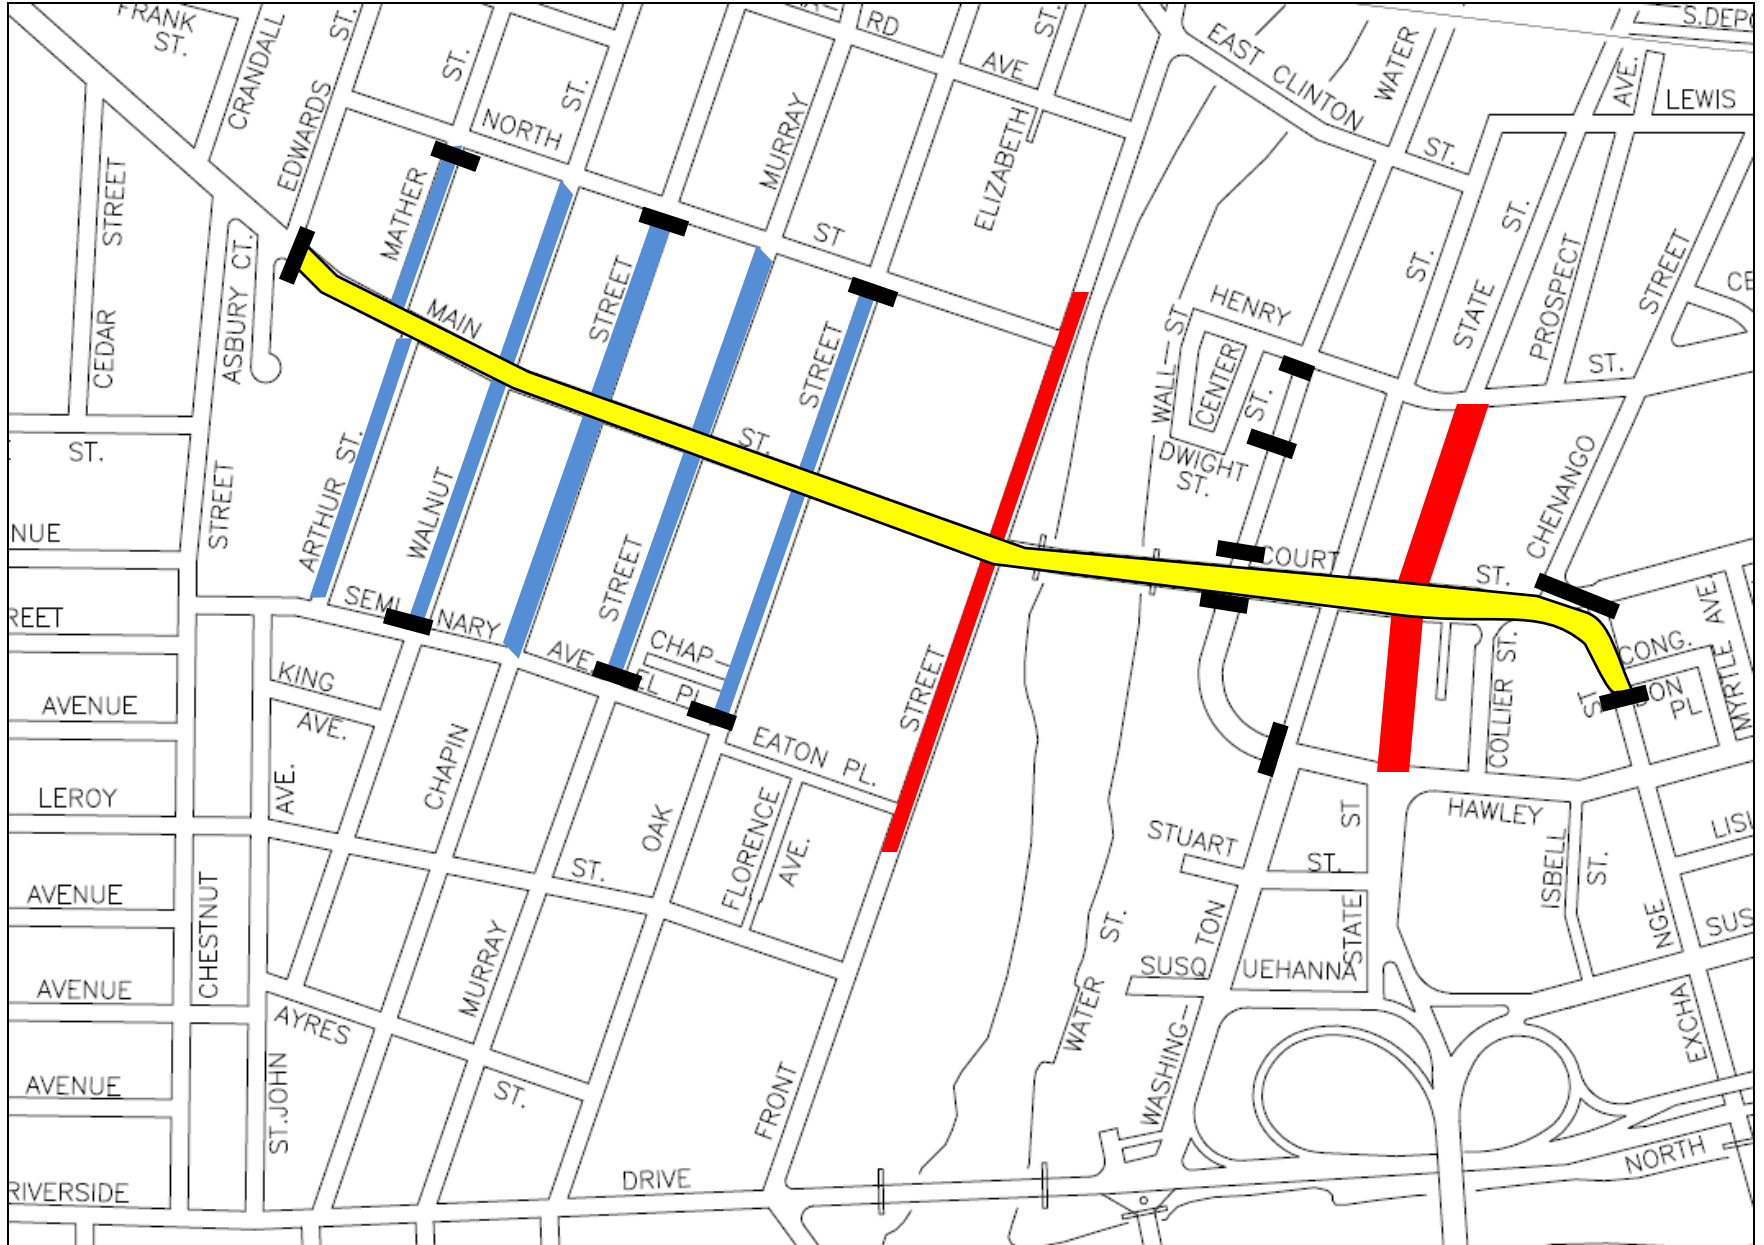 FRANK
ST.
CRANDALL
EDWARDS
ST.
ST.
ST.
NORTH
MURRAY
RD
AVE
ST.
ELIZABETH
EAST CLINTON
ST.
WATER
ST.
AVE.
LEWIS
CEDAR
STREET
ASBURY CT.
MATHER
MAIN
ST.
STREET
STREET
ST
HENRY
WALL
ST
CENTER
ST.
DWIGHT
ST.
STATE
ST.
PROSPECT
ST.
STREET
CHENANGO
ST.
NUE
REET
STREET
ARTHUR ST.
WALNUT
STREET
SEMI
NARY
AVE.
CHAP
EL PL
COURT
ST.
CONG.
MYRTLE AVE
ST
PL
COLLIER ST.
KING
AVE.
AVENUE
LEROY
AVENUE
AVENUE
AVENUE
RIVERSIDE
AVE.
CHAPIN
OAK
ST.
EATON PL.
FLORENCE
AVE.
STREET
CHESTNUT
MURRAY
AYRES
ST.
ST.JOHN
FRONT
DRIVE
STUART
ST.
ST
STATE
HAWLEY
ISBELL
ST.
SUSQ
UEHANNA
WASHING
TON
WATER
ST.
EXCHA
NGE
NORTH